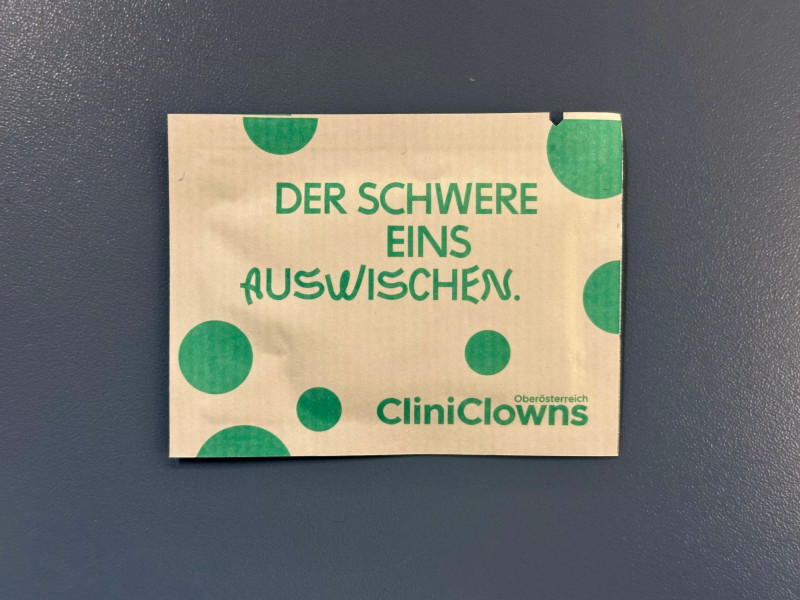 DER SCHWERE
EINS
AUSWISCHEN.
Oberösterreich
CliniClowns